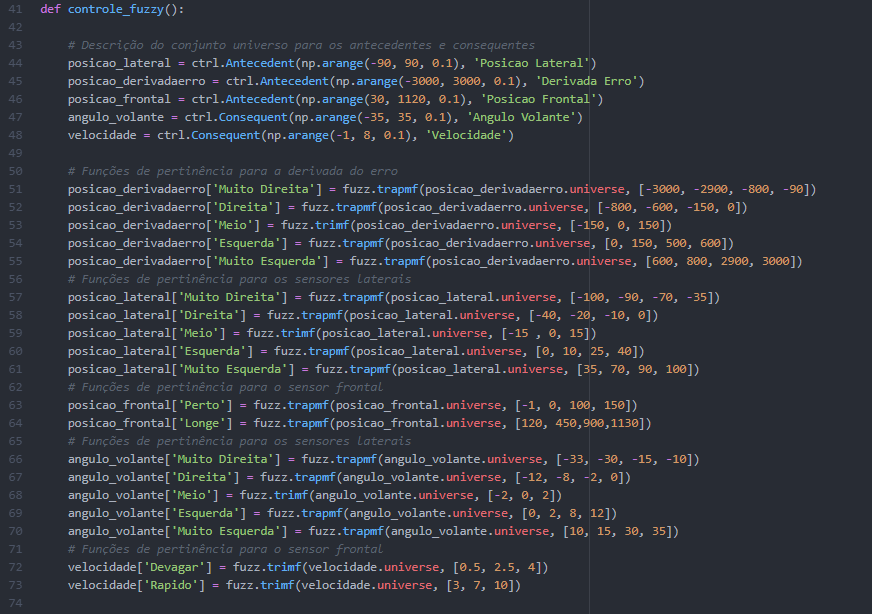 41 def controle_fuzzy():
42
43     # Descrição do conjunto universo para os antecedentes e consequentes
44     posicao_lateral = ctrl.Antecedent(np.arange(-90, 90, 0.1), 'Posicao Lateral')
45     posicao_derivadaerro = ctrl.Antecedent(np.arange(-3000, 3000, 0.1), 'Derivada Erro')
46     posicao_frontal = ctrl.Antecedent(np.arange(30, 1120, 0.1), 'Posicao Frontal')
47     angulo_volante = ctrl.Consequent(np.arange(-35, 35, 0.1), 'Angulo Volante')
48     velocidade = ctrl.Consequent(np.arange(-1, 8, 0.1), 'Velocidade')
49
50     # Funções de pertinência para a derivada do erro
51     posicao_derivadaerro['Muito Direita'] = fuzz.trapmf(posicao_derivadaerro.universe, [-3000, -2900, -800, -90])
52     posicao_derivadaerro['Direita'] = fuzz.trapmf(posicao_derivadaerro.universe, [-800, -600, -150, 0])
53     posicao_derivadaerro['Meio'] = fuzz.trimf(posicao_derivadaerro.universe, [-150, 0, 150])
54     posicao_derivadaerro['Esquerda'] = fuzz.trapmf(posicao_derivadaerro.universe, [0, 150, 500, 600])
55     posicao_derivadaerro['Muito Esquerda'] = fuzz.trapmf(posicao_derivadaerro.universe, [600, 800, 2900, 3000])
56     # Funções de pertinência para os sensores laterais
57     posicao_lateral['Muito Direita'] = fuzz.trapmf(posicao_lateral.universe, [-100, -90, -70, -35])
58     posicao_lateral['Direita'] = fuzz.trapmf(posicao_lateral.universe, [-40, -20, -10, 0])
59     posicao_lateral['Meio'] = fuzz.trimf(posicao_lateral.universe, [-15 , 0, 15])
60     posicao_lateral['Esquerda'] = fuzz.trapmf(posicao_lateral.universe, [0, 10, 25, 40])
61     posicao_lateral['Muito Esquerda'] = fuzz.trapmf(posicao_lateral.universe, [35, 70, 90, 100])
62     # Funções de pertinência para o sensor frontal
63     posicao_frontal['Perto'] = fuzz.trapmf(posicao_frontal.universe, [-1, 0, 100, 150])
64     posicao_frontal['Longe'] = fuzz.trapmf(posicao_frontal.universe, [120, 450,900,1130])
65     # Funções de pertinência para os sensores laterais
66     angulo_volante['Muito Direita'] = fuzz.trapmf(angulo_volante.universe, [-33, -30, -15, -10])
67     angulo_volante['Direita'] = fuzz.trapmf(angulo_volante.universe, [-12, -8, -2, 0])
68     angulo_volante['Meio'] = fuzz.trimf(angulo_volante.universe, [-2, 0, 2])
69     angulo_volante['Esquerda'] = fuzz.trapmf(angulo_volante.universe, [0, 2, 8, 12])
70     angulo_volante['Muito Esquerda'] = fuzz.trapmf(angulo_volante.universe, [10, 15, 30, 35])
71     # Funções de pertinência para o sensor frontal
72     velocidade['Devagar'] = fuzz.trimf(velocidade.universe, [0.5, 2.5, 4])
73     velocidade['Rapido'] = fuzz.trimf(velocidade.universe, [3, 7, 10])
74